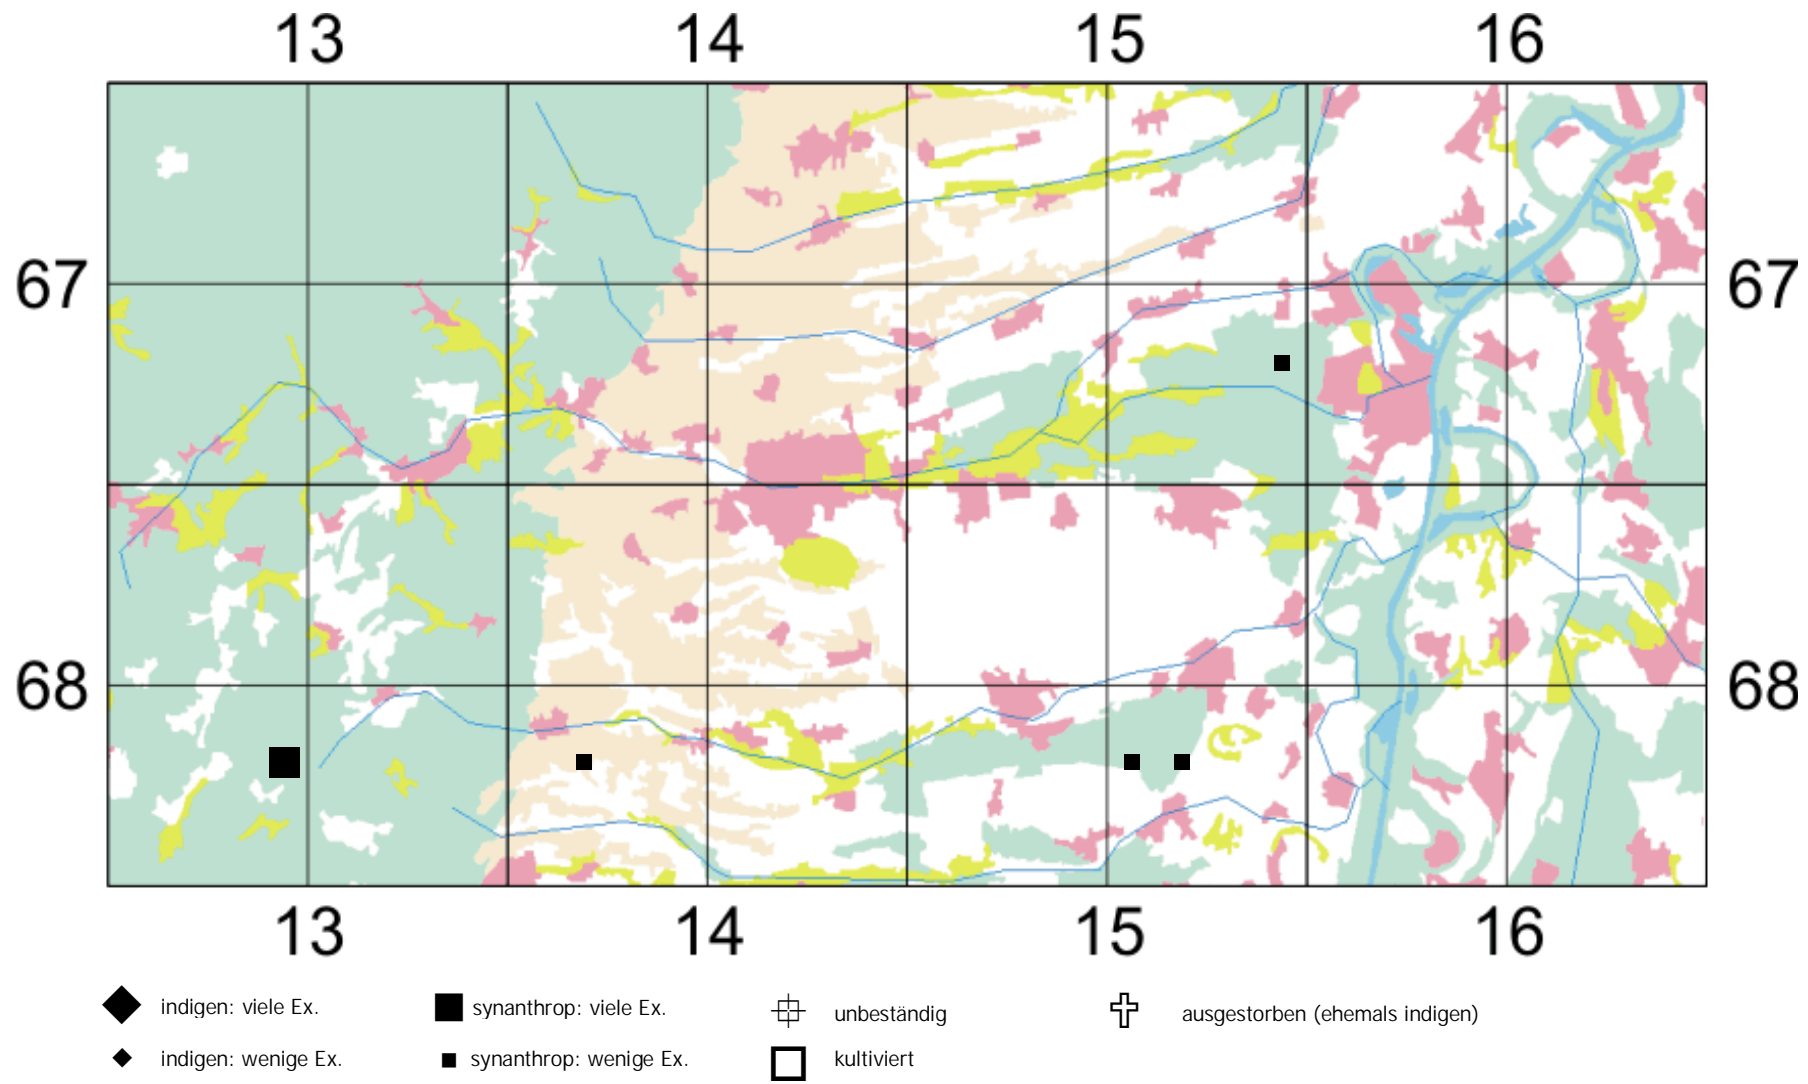 13 14 15 16
67 67
68 68
13 14 15 16
indigen: viele Ex. synanthrop: viele Ex. unbeständig ausgestorben (ehemals indigen)
indigen: wenige Ex. synanthrop: wenige Ex. kultiviert